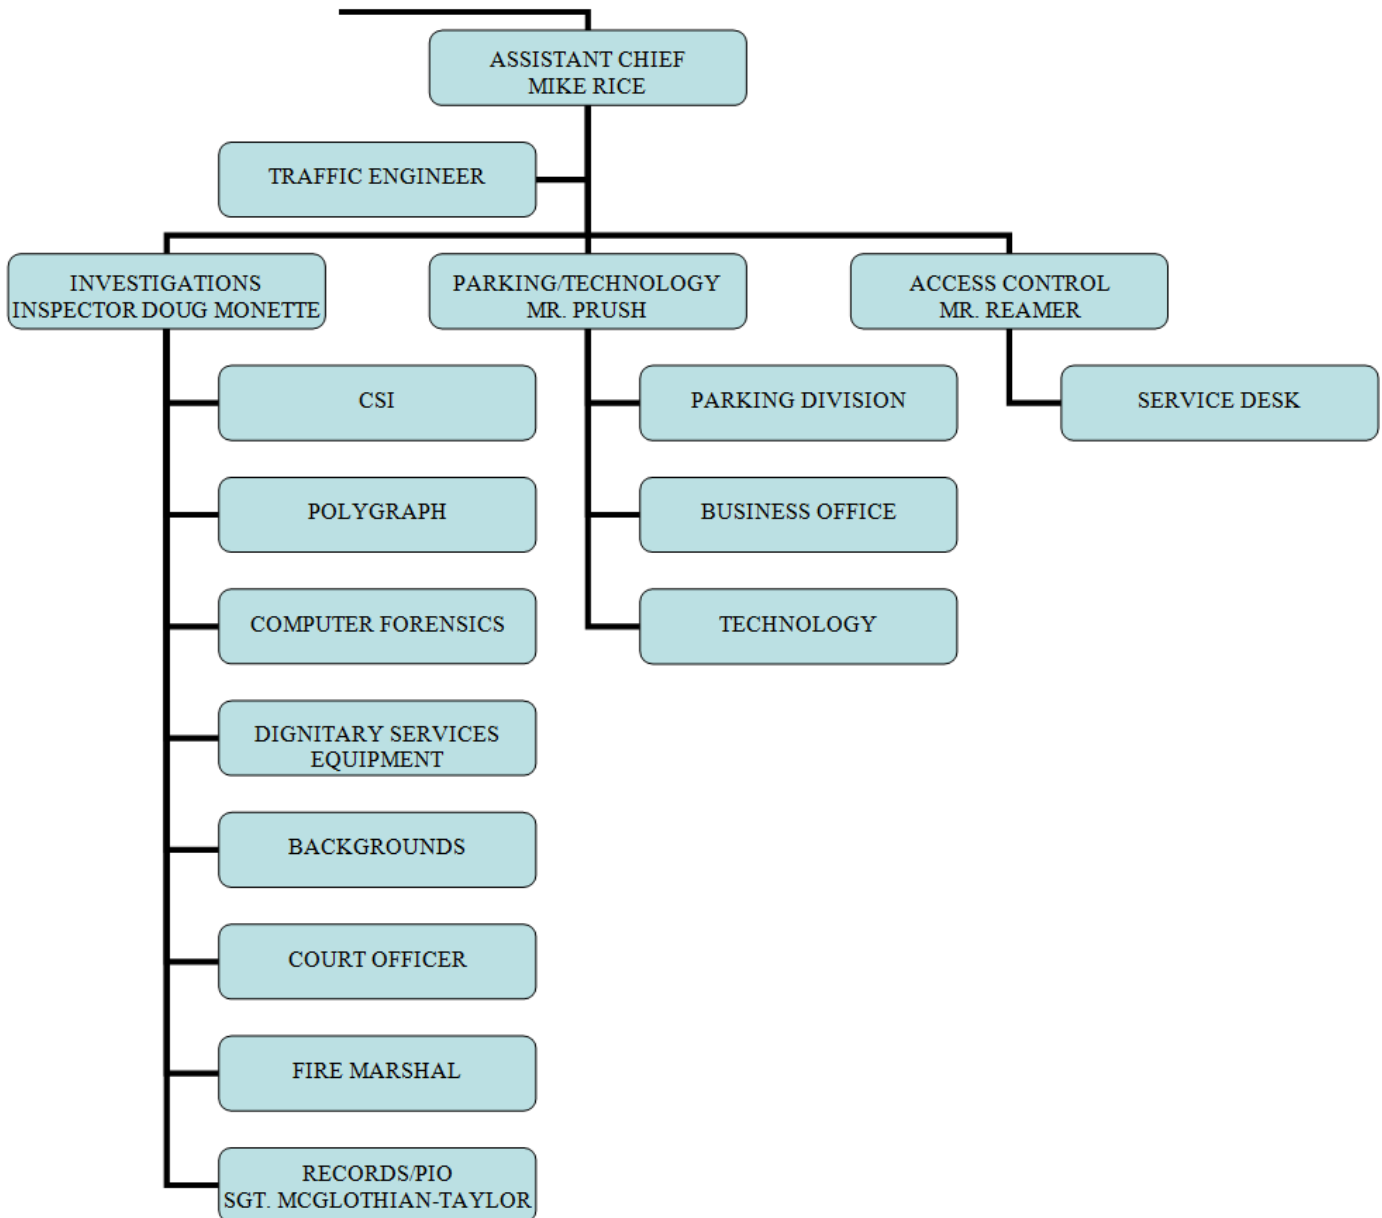 ASSISTANT CHIEF
MIKE RICE
TRAFFIC ENGINEER
INVESTIGATIONS
INSPECTOR DOUG MONETTE
PARKING/TECHNOLOGY
MR. PRUSH
ACCESS CONTROL
MR. REAMER
CSI
PARKING DIVISION
SERVICE DESK
POLYGRAPH
BUSINESS OFFICE
COMPUTER FORENSICS
TECHNOLOGY
DIGNITARY SERVICES
EQUIPMENT
BACKGROUNDS
COURT OFFICER
FIRE MARSHAL
RECORDS/PIO
SGT. MCGLOTHIAN-TAYLOR